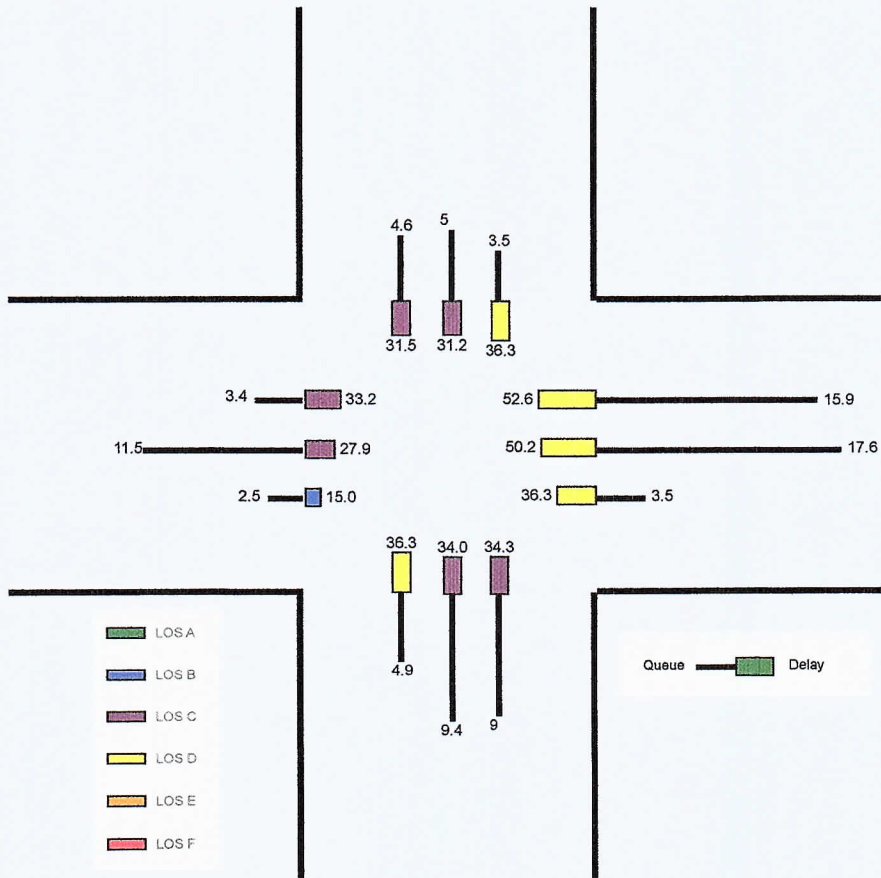 4.6 5 3.5
31.5 31.2 36.3
3.4 33.2 52.6 15.9
11.5 27.9 50.2 17.6
2.5 15.0 36.3 3.5
36.3 34.0 34.3
4.9 9.4 9
LOS A
LOS B
LOS C
LOS D
LOS E
LOS F
Queue Delay